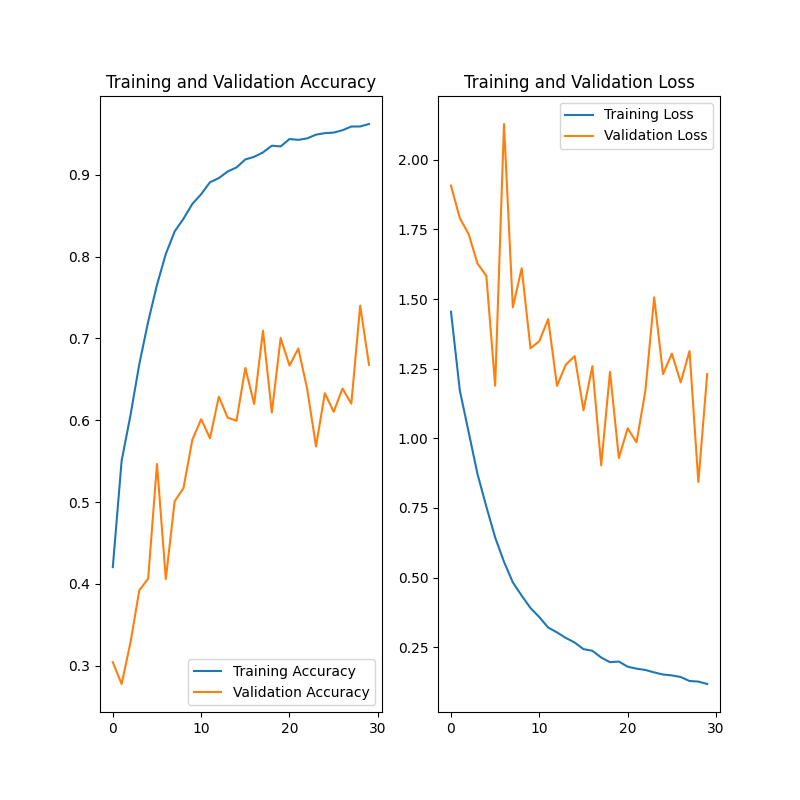 Training and Validation Accuracy
0.9
0.8
0.7
0.6
0.5
0.4
0.3
Training Accuracy
Validation Accuracy
0 10 20 30
Training and Validation Loss
Training Loss
Validation Loss
2.00
1.75
1.50
1.25
1.00
0.75
0.50
0.25
0 10 20 30